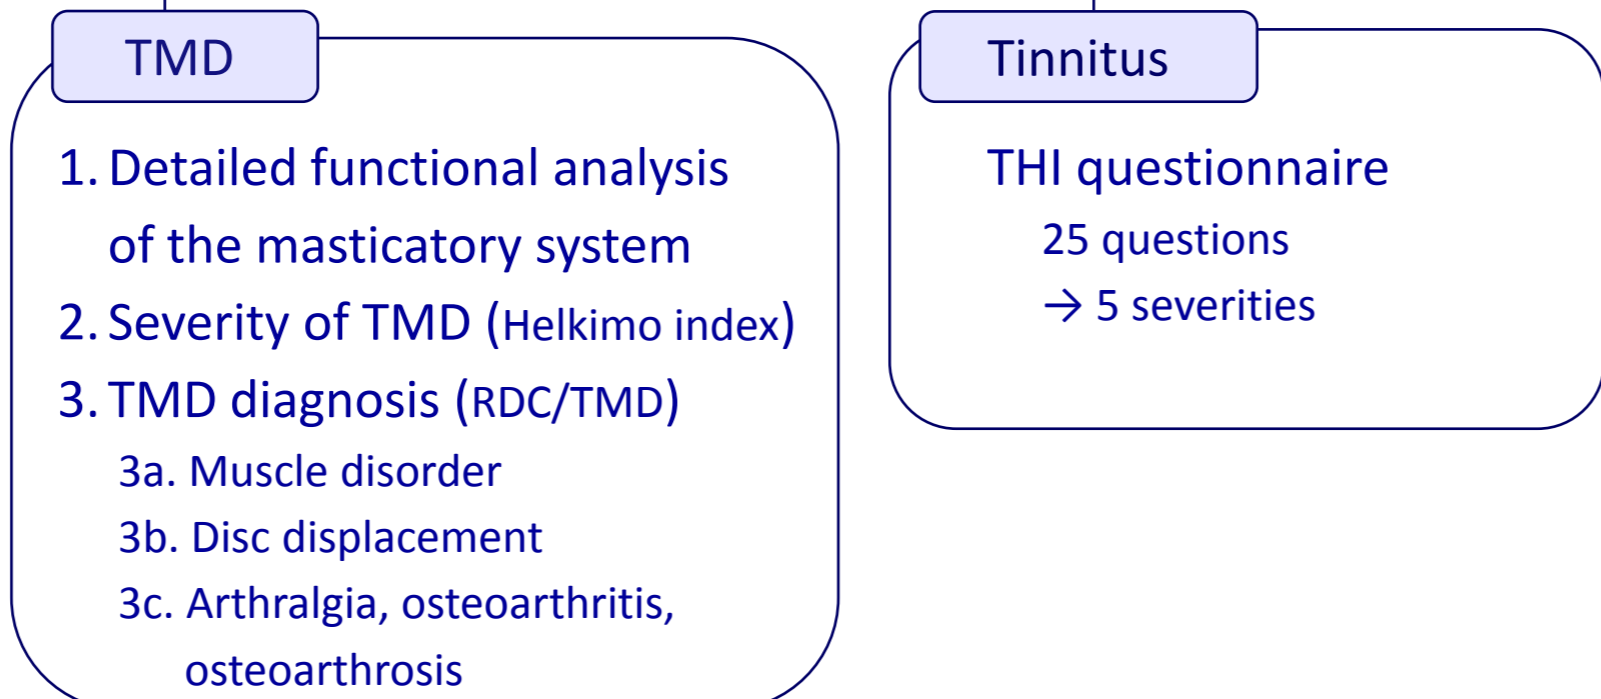 TMD
1. Detailed functional analysis
of the masticatory system
2. Severity of TMD (Helkimo index)
3. TMD diagnosis (RDC/TMD)
3a. Muscle disorder
3b. Disc displacement
3c. Arthralgia, osteoarthritis,
osteoarthrosis
Tinnitus
THI questionnaire
25 questions
→ 5 severities